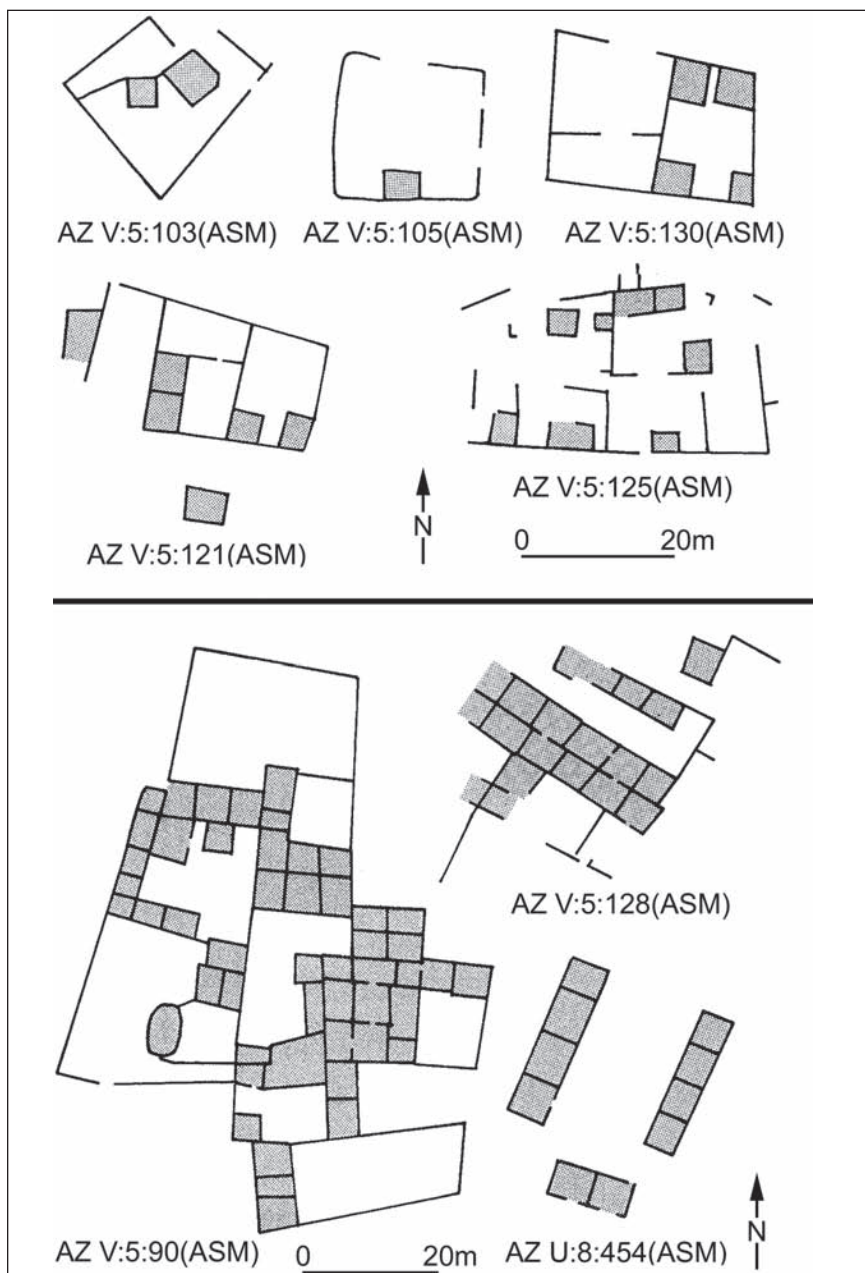 AZ V:5:103(ASM) AZ V:5:105(ASM) AZ V:5:130(ASM)
AZ V:5:125(ASM)
N
0 20m
AZ V:5:121(ASM)
AZ V:5:128(ASM)
N
AZ V:5:90(ASM) 0 20m AZ U:8:454(ASM)